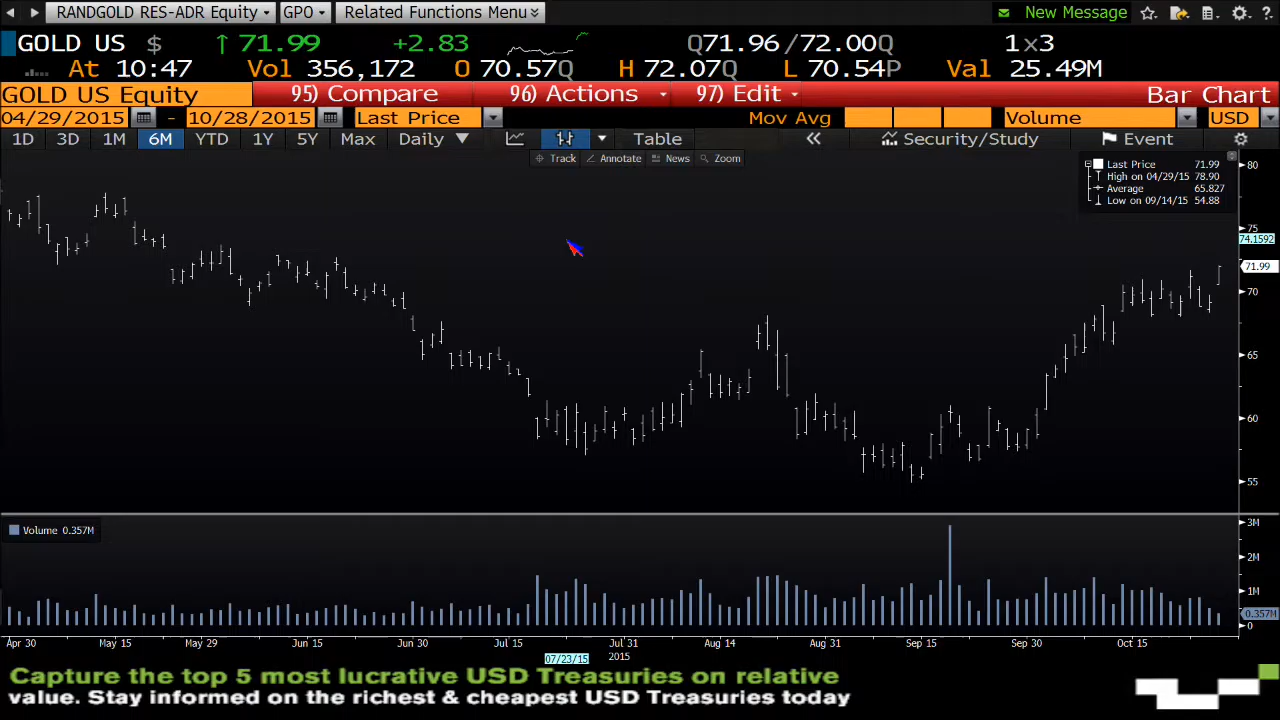 RANDGOLD RES-ADR Equity GPO Related Functions Menu New Message
GOLD US $ ↑ 71.99 +2.83 Q71.96/72.00Q 1x3
At 10:47 Vol 356,172 O 70.57Q H 72.07Q L 70.54P Val 25.49M
GOLD US Equity 95) Compare 96) Actions 97) Edit Bar Chart
04/29/2015 - 10/28/2015 Last Price Mov Avg Volume USD
1D 3D 1M 6M YTD 1Y 5Y Max Daily Table Security/Study Event
Track Annotate News Zoom
Last Price 71.99
High on 04/29/15 78.90
Average 65.827
Low on 09/14/15 54.88
80
75
74.1592
71.99
70
65
60
55
Volume 0.357M
3M
2M
1M
0.357M
0
Apr 30 May 15 May 29 Jun 15 Jun 30 Jul 15 Jul 31 Aug 14 Aug 31 Sep 15 Sep 30 Oct 15
07/23/15 2015
Capture the top 5 most lucrative USD Treasuries on relative
value. Stay informed on the richest & cheapest USD Treasuries today